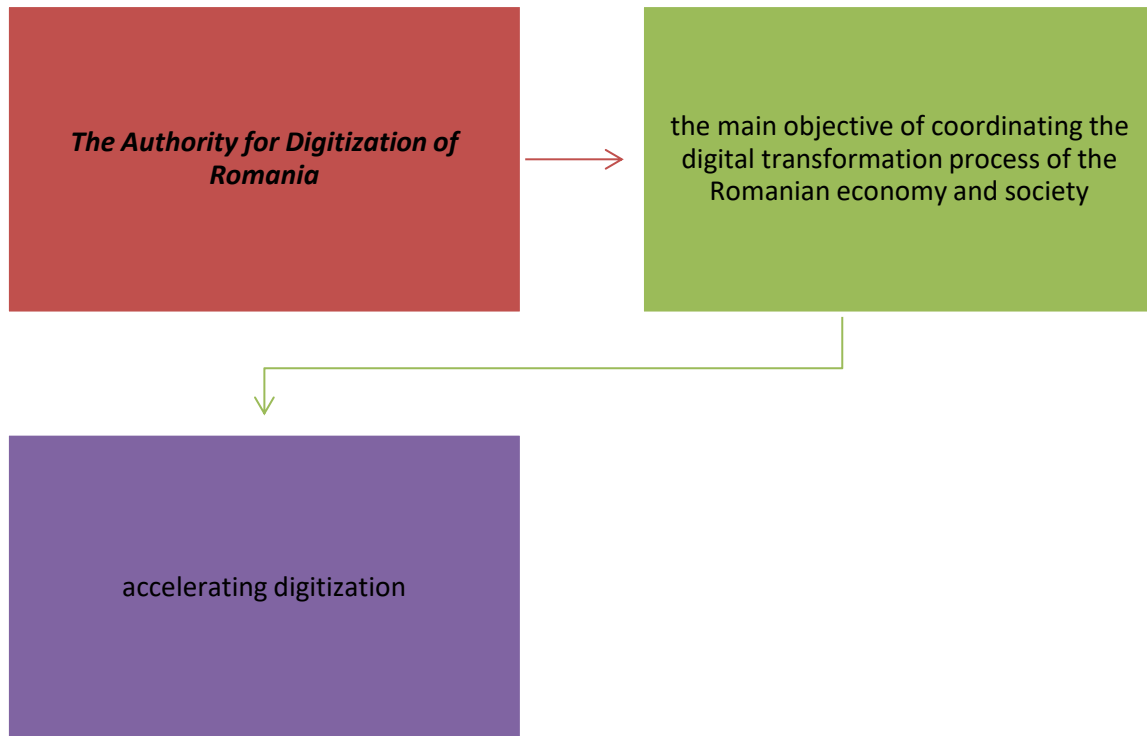 The Authority for Digitization of
Romania
the main objective of coordinating the
digital transformation process of the
Romanian economy and society
accelerating digitization